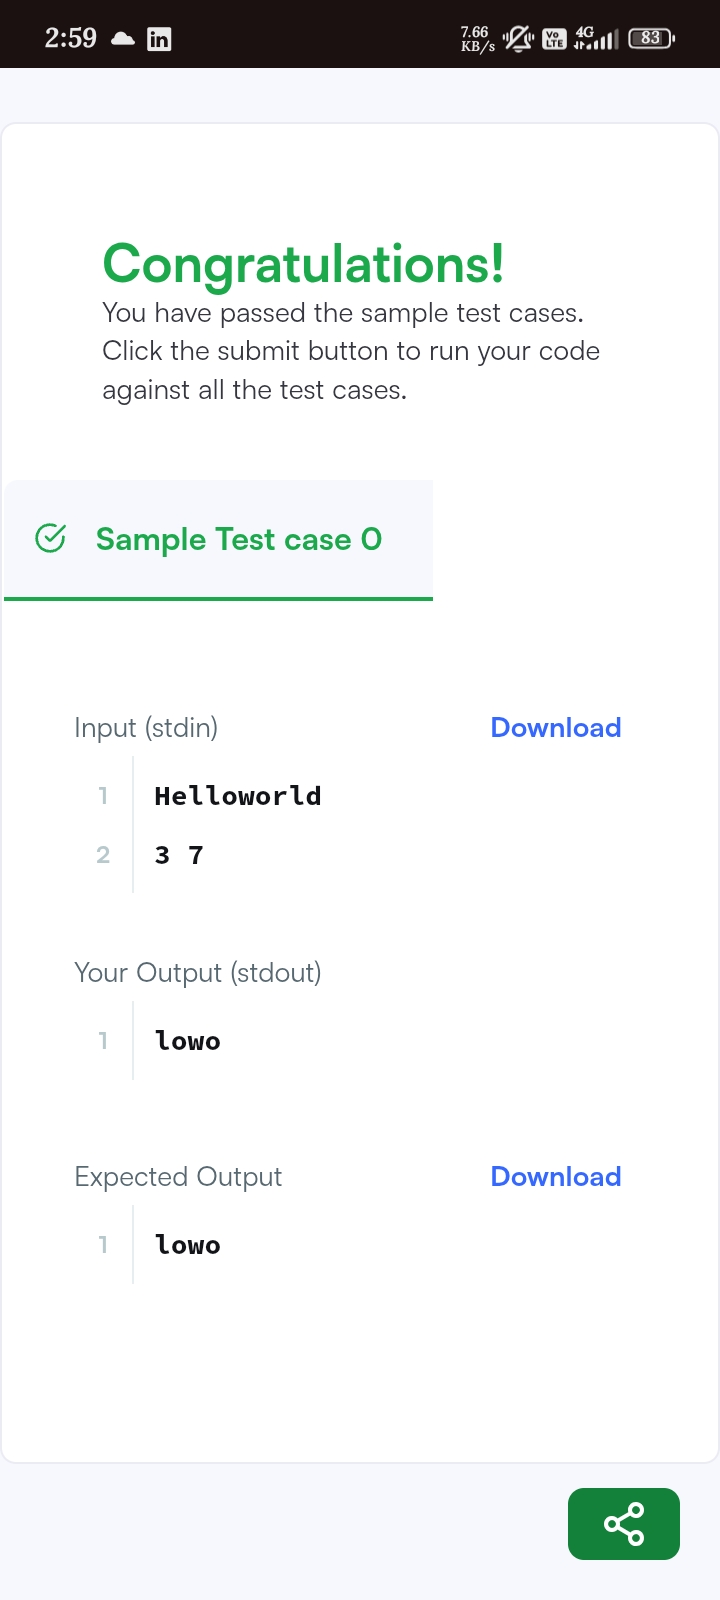 2:59 in 7.66 KB/s Vo LTE 4G 83
Congratulations!
You have passed the sample test cases.
Click the submit button to run your code
against all the test cases.
Sample Test case 0
Input (stdin) Download
1 Helloworld
2 3 7
Your Output (stdout)
1 lowo
Expected Output Download
1 lowo